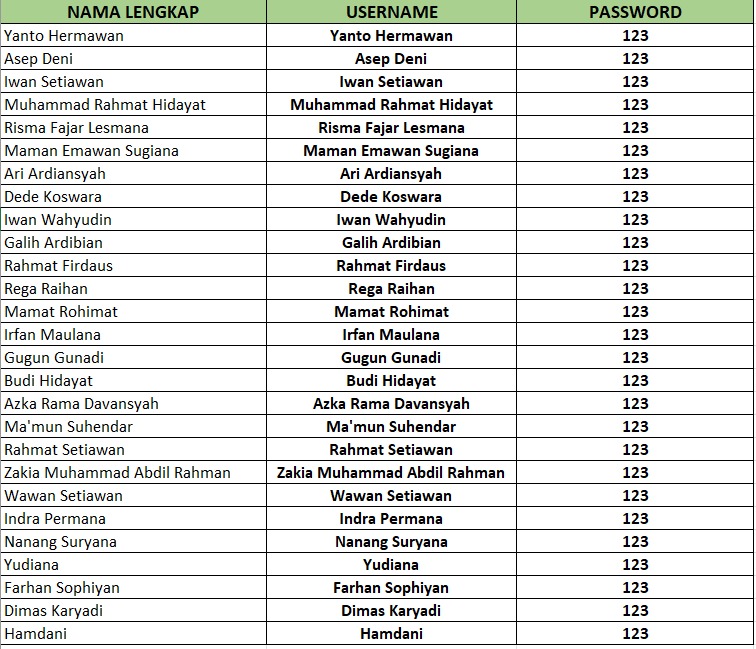 NAMA LENGKAP USERNAME PASSWORD
Yanto Hermawan Yanto Hermawan 123
Asep Deni Asep Deni 123
Iwan Setiawan Iwan Setiawan 123
Muhammad Rahmat Hidayat Muhammad Rahmat Hidayat 123
Risma Fajar Lesmana Risma Fajar Lesmana 123
Maman Emawan Sugiana Maman Emawan Sugiana 123
Ari Ardiansyah Ari Ardiansyah 123
Dede Koswara Dede Koswara 123
Iwan Wahyudin Iwan Wahyudin 123
Galih Ardibian Galih Ardibian 123
Rahmat Firdaus Rahmat Firdaus 123
Rega Raihan Rega Raihan 123
Mamat Rohimat Mamat Rohimat 123
Irfan Maulana Irfan Maulana 123
Gugun Gunadi Gugun Gunadi 123
Budi Hidayat Budi Hidayat 123
Azka Rama Davansyah Azka Rama Davansyah 123
Ma'mun Suhendar Ma'mun Suhendar 123
Rahmat Setiawan Rahmat Setiawan 123
Zakia Muhammad Abdil Rahman Zakia Muhammad Abdil Rahman 123
Wawan Setiawan Wawan Setiawan 123
Indra Permana Indra Permana 123
Nanang Suryana Nanang Suryana 123
Yudiana Yudiana 123
Farhan Sophiyan Farhan Sophiyan 123
Dimas Karyadi Dimas Karyadi 123
Hamdani Hamdani 123